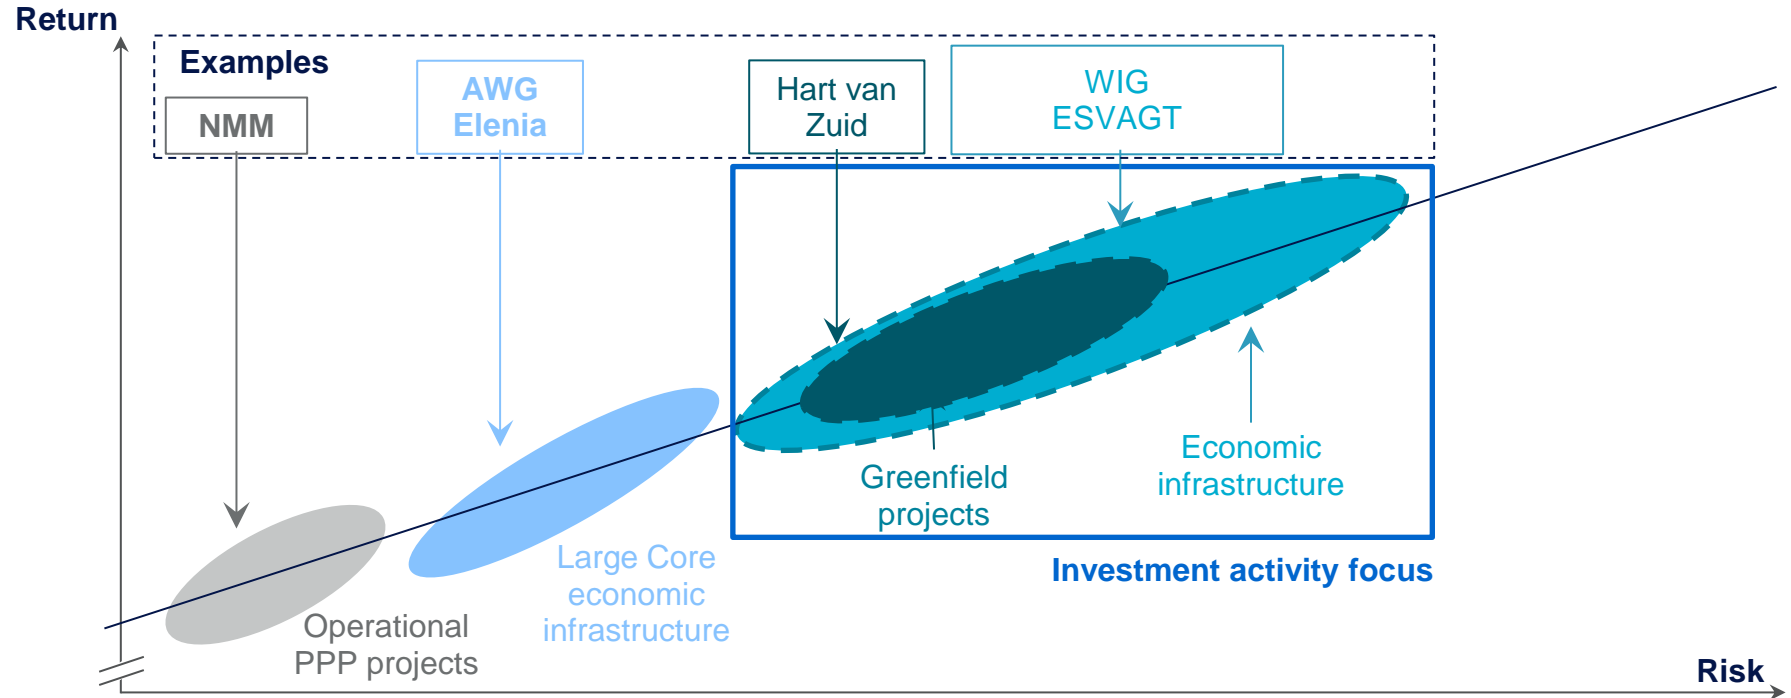 Return
Examples
NMM
AWG
Elenia
Hart van
Zuid
WIG
ESVAGT
Greenfield
projects
Economic
infrastructure
Large Core
economic
infrastructure
Investment activity focus
Operational
PPP projects
Risk